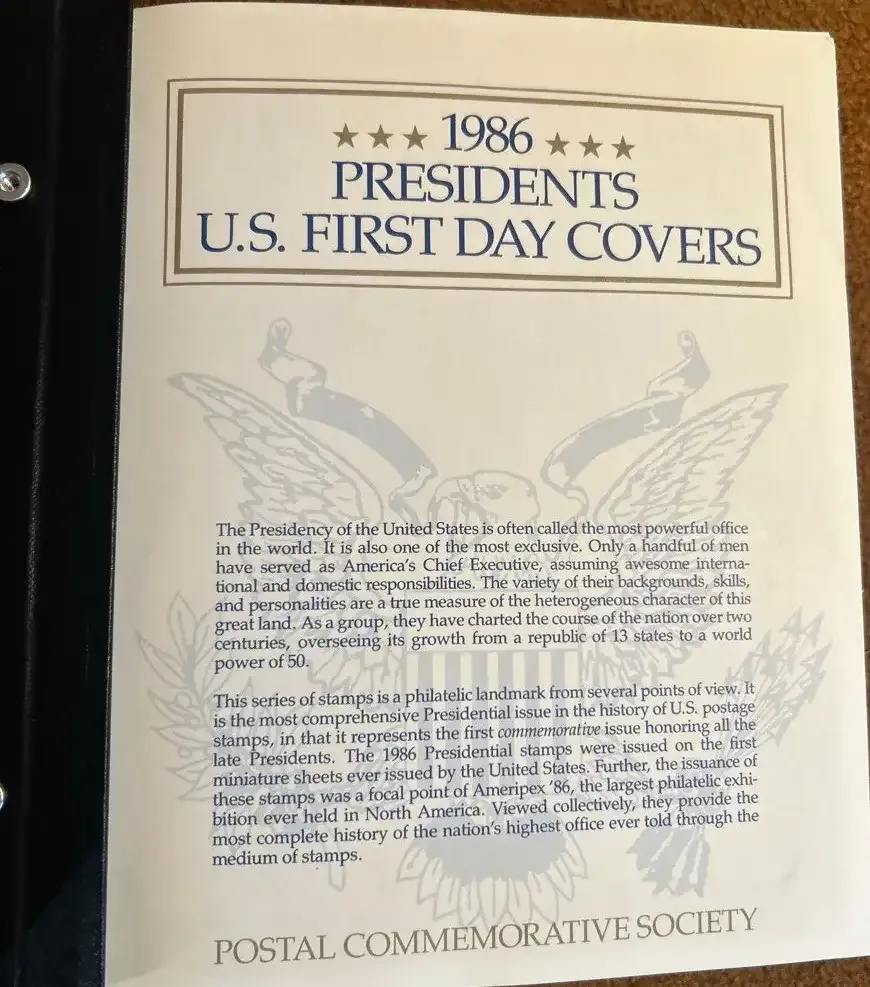 ★★★ 1986 ★★★
PRESIDENTS
U.S. FIRST DAY COVERS
The Presidency of the United States is often called the most powerful office
in the world. It is also one of the most exclusive. Only a handful of men
have served as America's Chief Executive, assuming awesome interna-
tional and domestic responsibilities. The variety of their backgrounds, skills,
and personalities are a true measure of the heterogeneous character of this
great land. As a group, they have charted the course of the nation over two
centuries, overseeing its growth from a republic of 13 states to a world
power of 50.
This series of stamps is a philatelic landmark from several points of view. It
is the most comprehensive Presidential issue in the history of U.S. postage
stamps, in that it represents the first commemorative issue honoring all the
late Presidents. The 1986 Presidential stamps were issued on the first
miniature sheets ever issued by the United States. Further, the issuance of
these stamps was a focal point of Ameripex '86, the largest philatelic exhi-
bition ever held in North America. Viewed collectively, they provide the
most complete history of the nation's highest office ever told through the
medium of stamps.
POSTAL COMMEMORATIVE SOCIETY